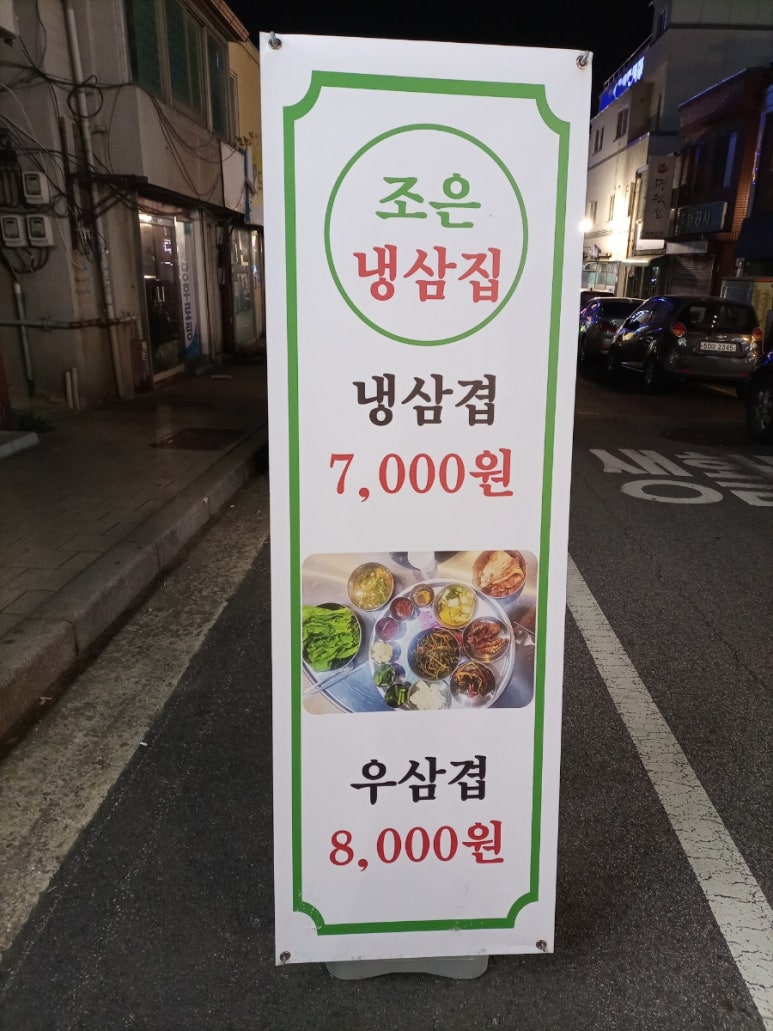 조은
냉삼집
냉삼겹
7,000원
우삼겹
8,000원